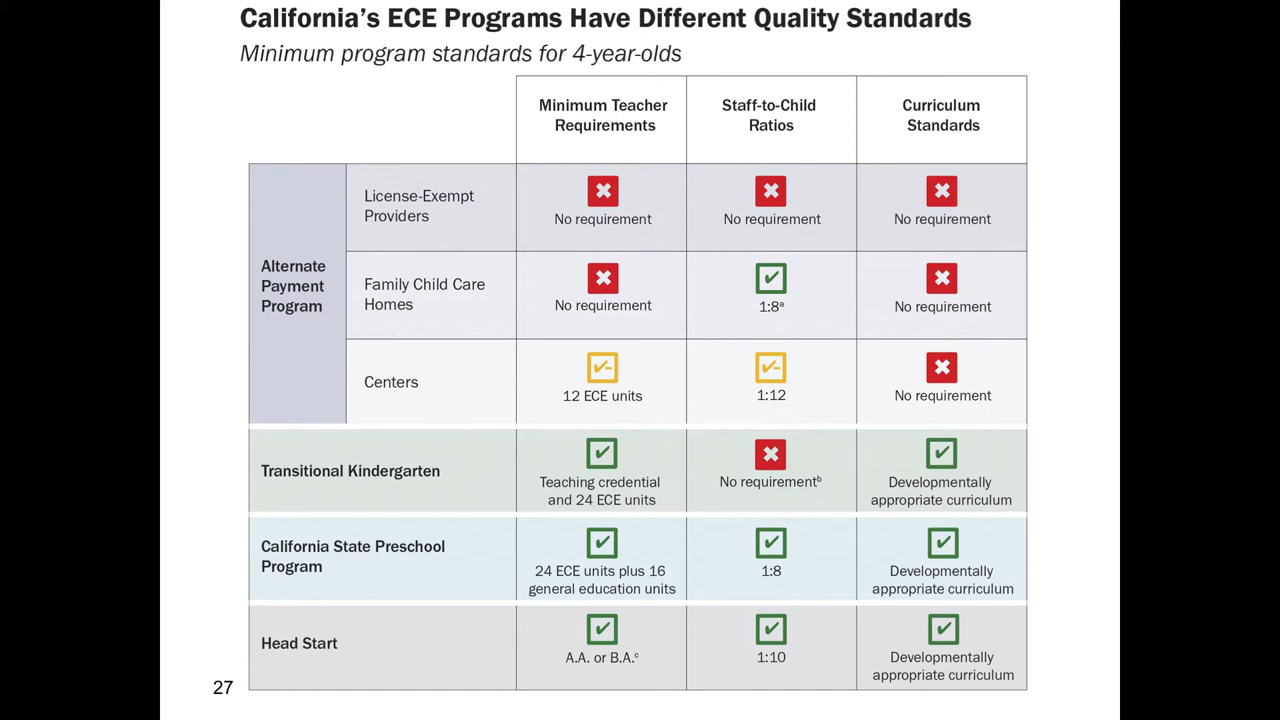 California’s ECE Programs Have Different Quality Standards
Minimum program standards for 4-year-olds
Minimum Teacher
Requirements
Staff-to-Child
Ratios
Curriculum
Standards
Alternate
Payment
Program
License-Exempt
Providers
No requirement
No requirement
No requirement
Family Child Care
Homes
No requirement
1:8ᵃ
No requirement
Centers
12 ECE units
1:12
No requirement
Transitional Kindergarten
Teaching credential
and 24 ECE units
No requirementᵇ
Developmentally
appropriate curriculum
California State Preschool
Program
24 ECE units plus 16
general education units
1:8
Developmentally
appropriate curriculum
Head Start
A.A. or B.A.ᶜ
1:10
Developmentally
appropriate curriculum
27